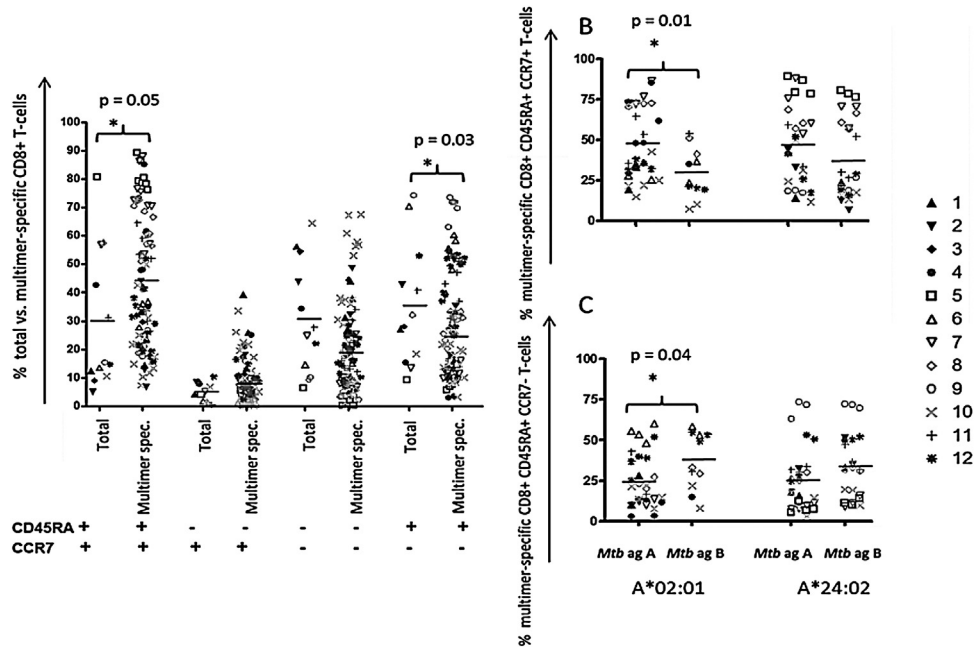 % total vs. multimer-specific CD8+ T-cells
p = 0.05
*
p = 0.03
*
100
90
80
70
60
50
40
30
20
10
0
Total
Multimer spec.
Total
Multimer spec.
Total
Multimer spec.
Total
Multimer spec.
CD45RA + + - - - - + +
CCR7 + + + + - - - -
B
% multimer-specific CD8+ CD45RA+ CCR7+ T-cells
p = 0.01
*
100
75
50
25
0
C
% multimer-specific CD8+ CD45RA+ CCR7- T-cells
p = 0.04
*
100
75
50
25
0
Mtb ag A Mtb ag B Mtb ag A Mtb ag B
A*02:01 A*24:02
1
2
3
4
5
6
7
8
9
10
11
12